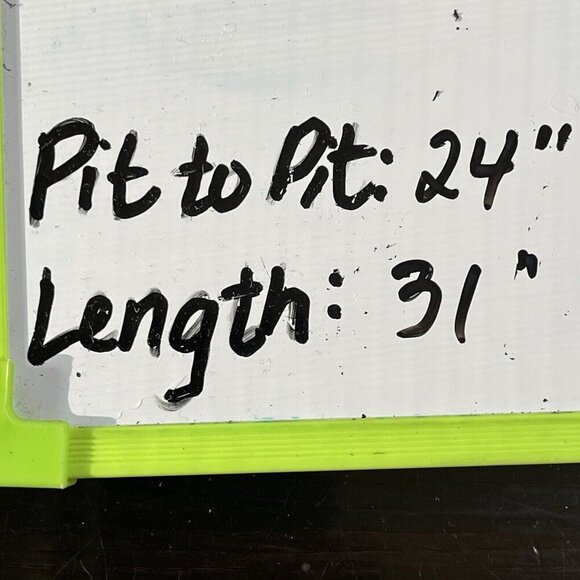 Pit to Pit: 24"
Length: 31"